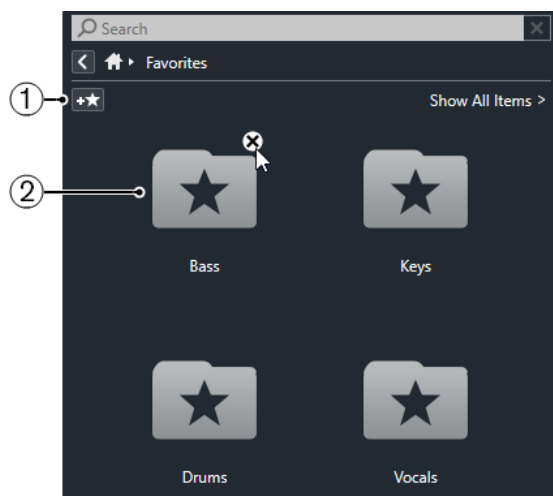 Search
Favorites
1
Show All Items >
2
Bass
Keys
Drums
Vocals